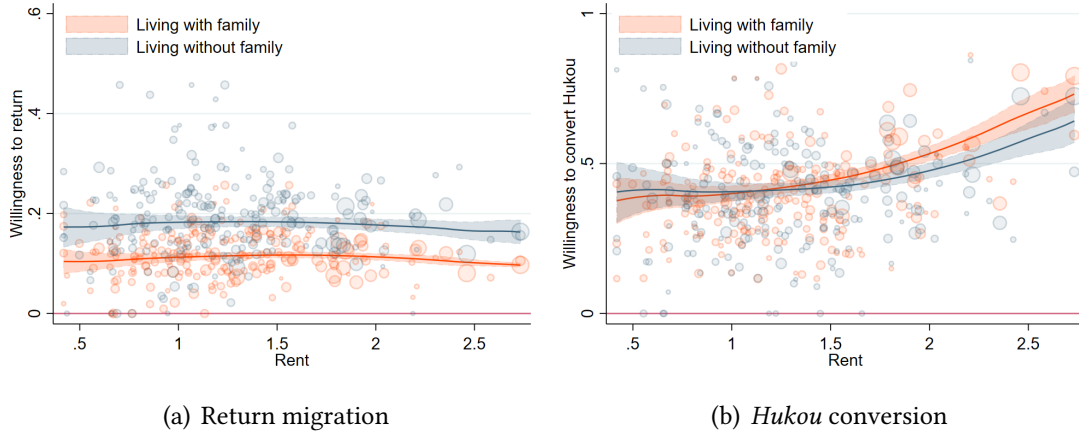 Living with family
Living without family
Willingness to return
.6
.4
.2
0
.5
1
1.5
2
2.5
Rent
(a) Return migration
Living with family
Living without family
Willingness to convert Hukou
1
.5
0
.5
1
1.5
2
2.5
Rent
(b) Hukou conversion